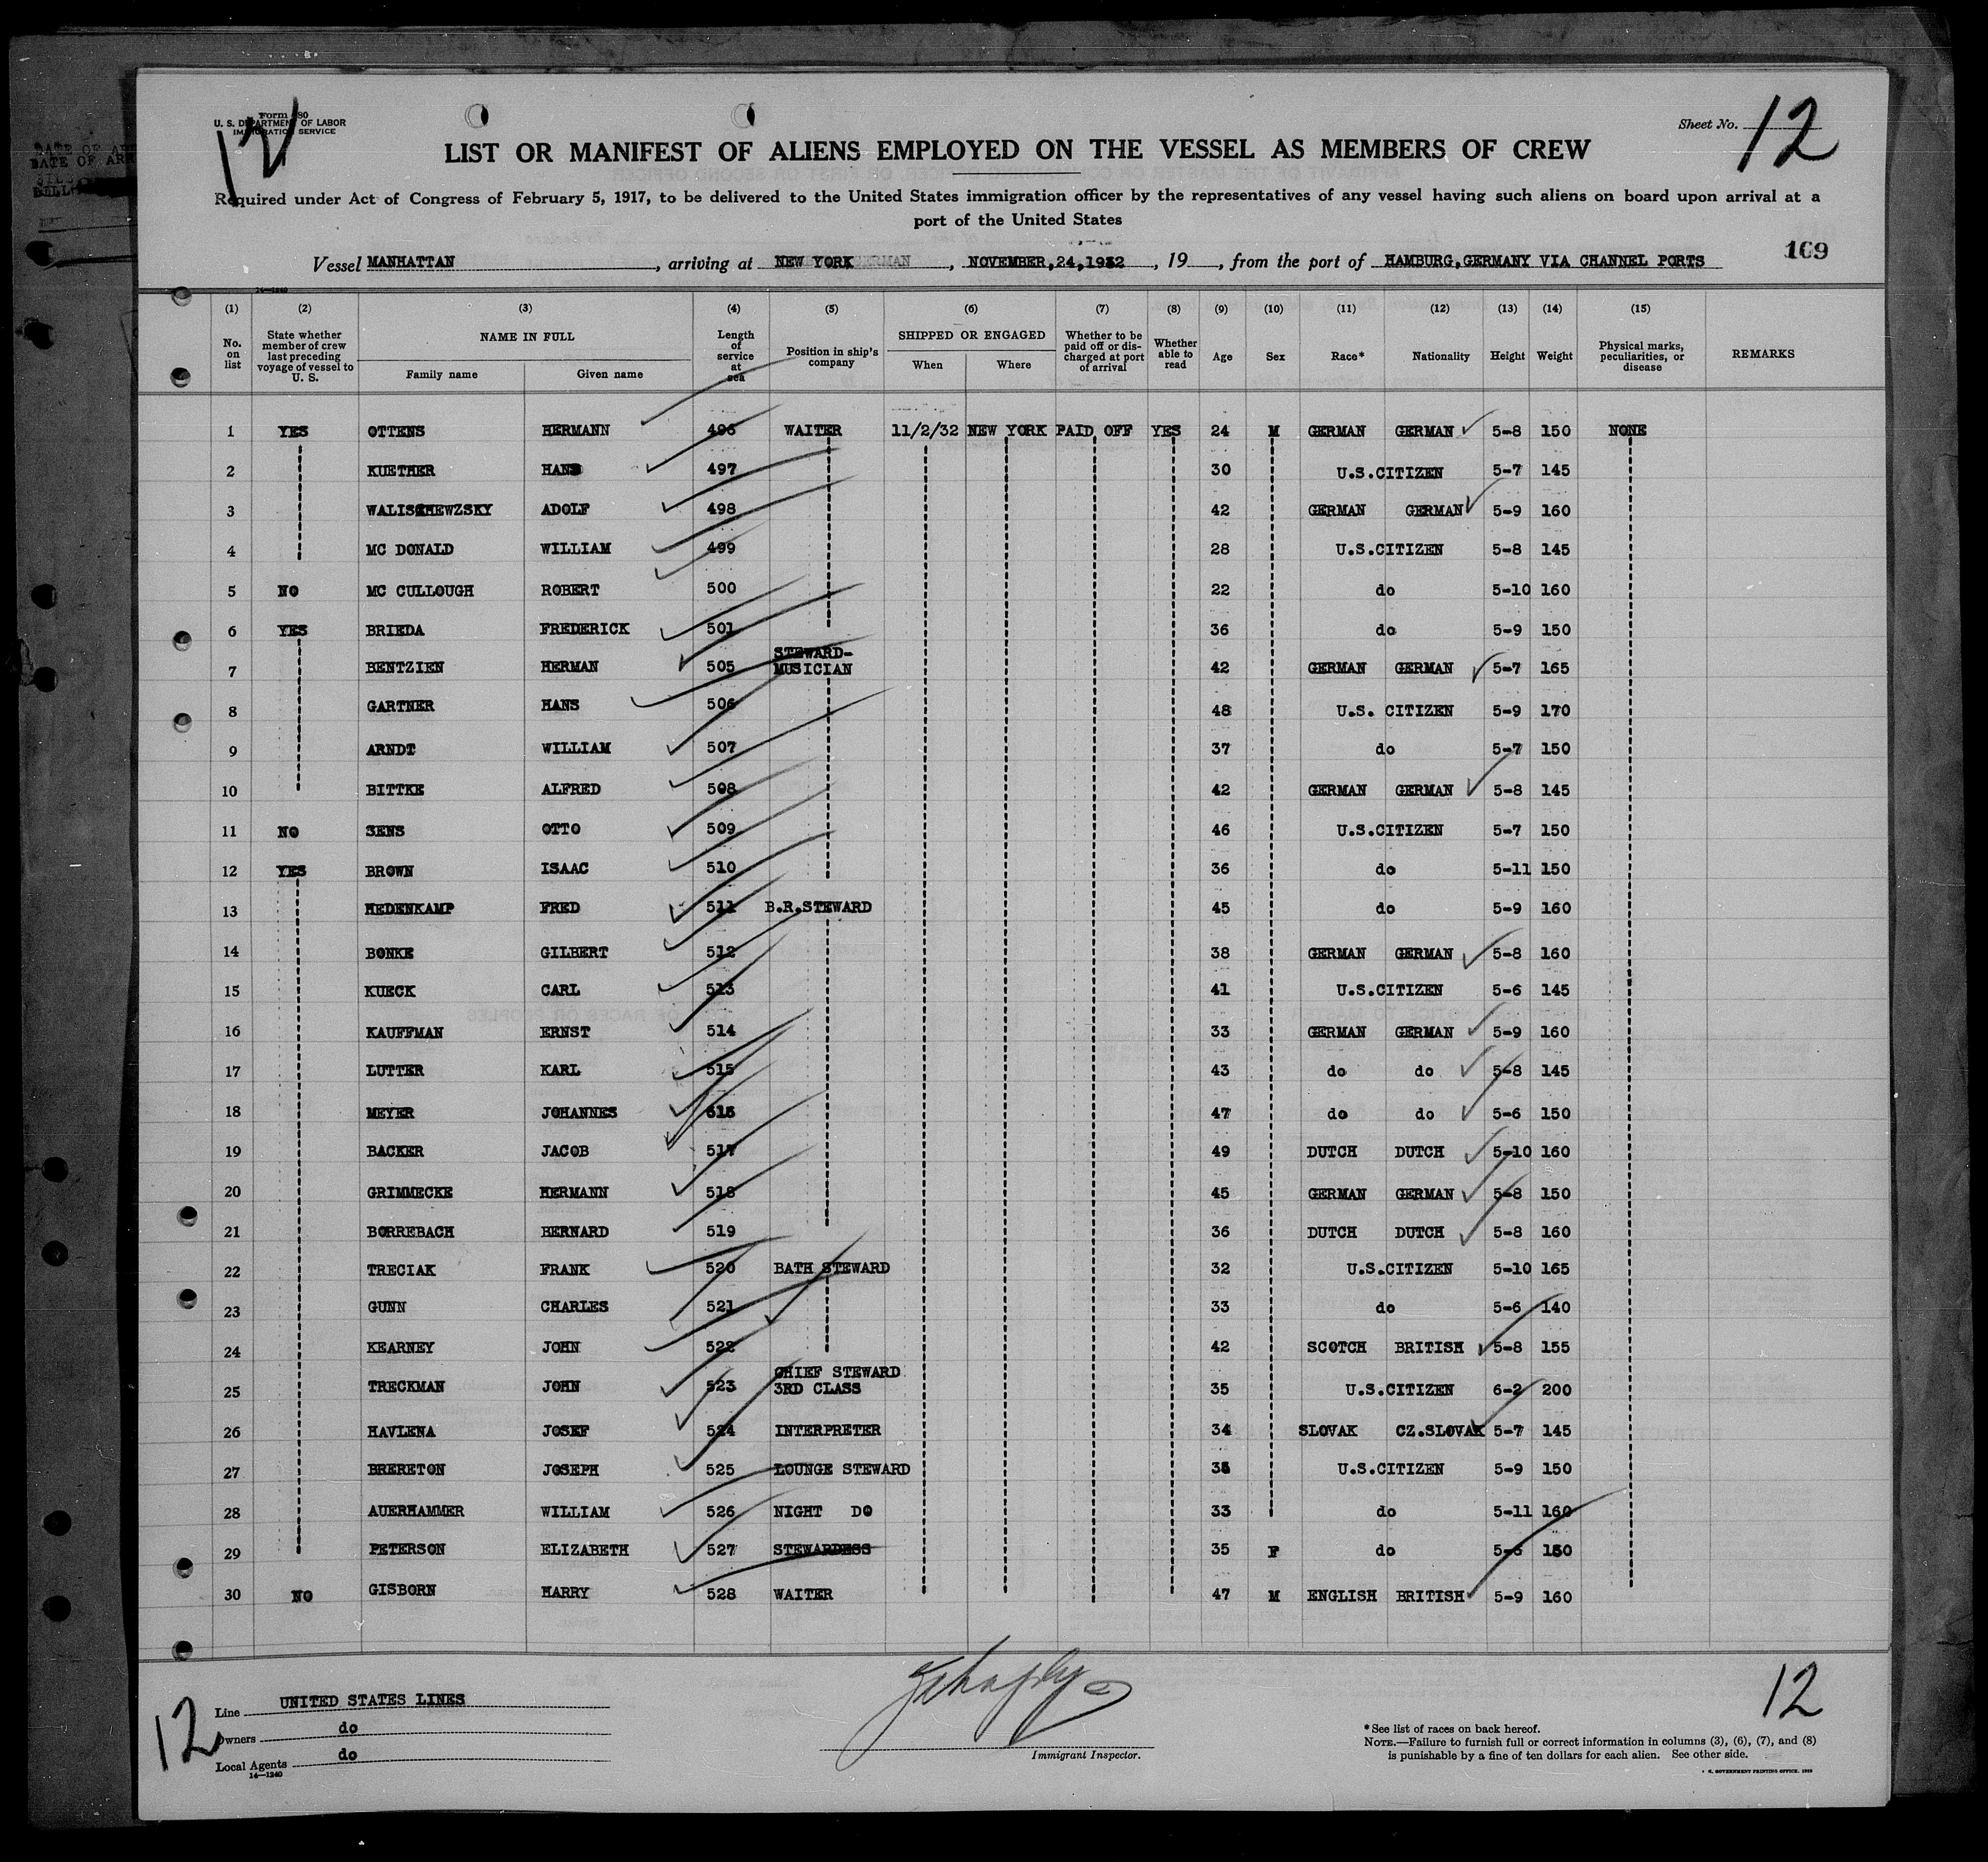 Form 680
U. S. DEPARTMENT OF LABOR
IMMIGRATION SERVICE
12
Sheet No. 12
LIST OR MANIFEST OF ALIENS EMPLOYED ON THE VESSEL AS MEMBERS OF CREW
Required under Act of Congress of February 5, 1917, to be delivered to the United States immigration officer by the representatives of any vessel having such aliens on board upon arrival at a
port of the United States
169
Vessel MANHATTAN, arriving at NEW YORK, NOVEMBER,24,1932, 19, from the port of HAMBURG,GERMANY VIA CHANNEL PORTS
14—1240
(1) (2) (3) (4) (5) (6) (7) (8) (9) (10) (11) (12) (13) (14) (15)
No. on list State whether member of crew last preceding voyage of vessel to U. S. NAME IN FULL Family name Given name Length of service at sea Position in ship's company SHIPPED OR ENGAGED When Where Whether to be paid off or discharged at port of arrival Whether able to read Age Sex Race* Nationality Height Weight Physical marks, peculiarities, or disease REMARKS
1 YES OTTENS HERMANN 496 WAITER 11/2/32 NEW YORK PAID OFF YES 24 M GERMAN GERMAN 5-8 150 NONE
2 KUETHER HANS 497 30 U.S.CITIZEN 5-7 145
3 WALISCHEWZSKY ADOLF 498 42 GERMAN GERMAN 5-9 160
4 MC DONALD WILLIAM 499 28 U.S.CITIZEN 5-8 145
5 NO MC CULLOUGH ROBERT 500 22 do 5-10 160
6 YES BRIEDA FREDERICK 501 36 do 5-9 150
7 BENTZIEN HERMAN 505 STEWARD-MUSICIAN 42 GERMAN GERMAN 5-7 165
8 GARTNER HANS 506 48 U.S. CITIZEN 5-9 170
9 ARNDT WILLIAM 507 37 do 5-7 150
10 BITTKE ALFRED 508 42 GERMAN GERMAN 5-8 145
11 NO SENS OTTO 509 46 U.S.CITIZEN 5-7 150
12 YES BROWN ISAAC 510 36 do 5-11 150
13 HEDENKAMP FRED 511 B.R.STEWARD 45 do 5-9 160
14 BONKE GILBERT 512 38 GERMAN GERMAN 5-8 160
15 KUECK CARL 513 41 U.S.CITIZEN 5-6 145
16 KAUFFMAN ERNST 514 33 GERMAN GERMAN 5-9 160
17 LUTTER KARL 515 43 do do 5-8 145
18 MEYER JOHANNES 516 47 do do 5-6 150
19 BACKER JACOB 517 49 DUTCH DUTCH 5-10 160
20 GRIMMECKE HERMANN 518 45 GERMAN GERMAN 5-8 150
21 BORREBACH BERNARD 519 36 DUTCH DUTCH 5-8 160
22 TRECIAK FRANK 520 BATH STEWARD 32 U.S.CITIZEN 5-10 165
23 GUNN CHARLES 521 33 do 5-6 140
24 KEARNEY JOHN 522 42 SCOTCH BRITISH 5-8 155
25 TRECKMAN JOHN 523 CHIEF STEWARD 3RD CLASS 35 U.S.CITIZEN 6-2 200
26 HAVLENA JOSEF 524 INTERPRETER 34 SLOVAK CZ.SLOVAK 5-7 145
27 BRERETON JOSEPH 525 LOUNGE STEWARD U.S.CITIZEN 5-9 150
28 AUERHAMMER WILLIAM 526 NIGHT DO 33 do 5-11 160
29 PETERSON ELIZABETH 527 STEWARDESS 35 F do
30 NO GISBORN HARRY 528 WAITER 47 M ENGLISH BRITISH 5-9 160
Line UNITED STATES LINES
Owners do
Local Agents do
14—1240
12
Immigrant Inspector.
12
*See list of races on back hereof.
NOTE.—Failure to furnish full or correct information in columns (3), (6), (7), and (8)
is punishable by a fine of ten dollars for each alien. See other side.